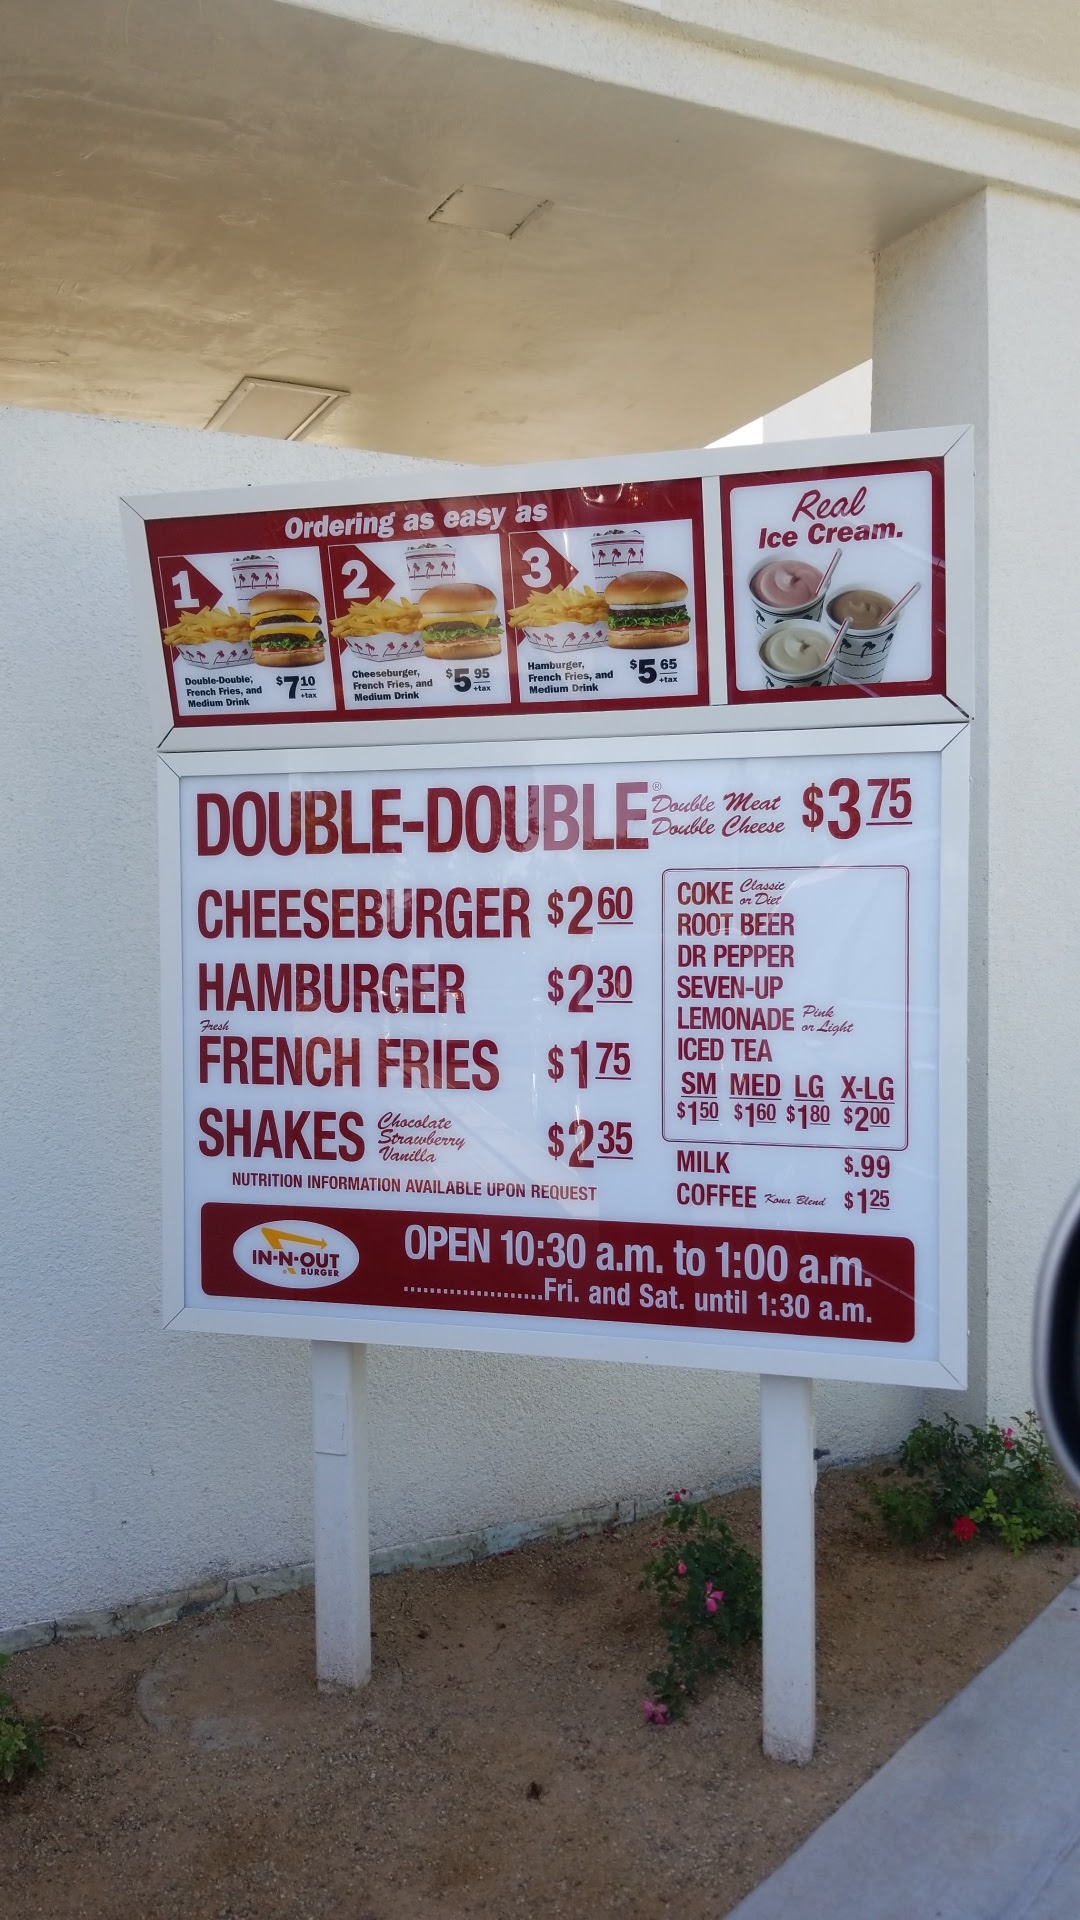 Ordering as easy as
1
Double-Double,
French Fries, and
Medium Drink
$7 10
+tax
2
Cheeseburger,
French Fries, and
Medium Drink
$5 95
+tax
3
Hamburger,
French Fries, and
Medium Drink
$5 65
+tax
Real
Ice Cream.
DOUBLE-DOUBLE® Double Meat
Double Cheese $3 75
CHEESEBURGER $2 60
HAMBURGER $2 30
Fresh
FRENCH FRIES $1 75
SHAKES Chocolate
Strawberry
Vanilla
$2 35
NUTRITION INFORMATION AVAILABLE UPON REQUEST
COKE Classic
or Diet
ROOT BEER
DR PEPPER
SEVEN-UP
LEMONADE Pink
or Light
ICED TEA
SM MED LG X-LG
$1 50 $1 60 $1 80 $2 00
MILK $.99
COFFEE Kona Blend $1 25
IN-N-OUT
BURGER
OPEN 10:30 a.m. to 1:00 a.m.
.....................Fri. and Sat. until 1:30 a.m.